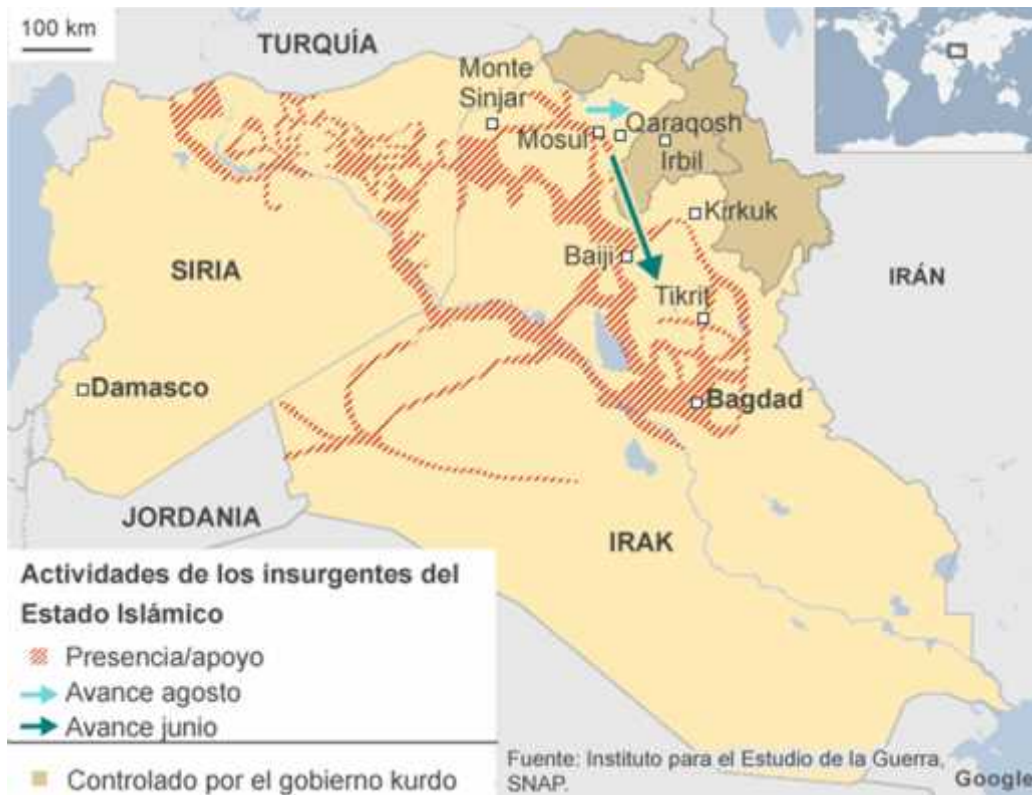 100 km
TURQUÍA
Monte
Sinjar
Mosul
Qaraqosh
Irbil
Kirkuk
Baiji
SIRIA
IRÁN
Tikrit
Damasco
Bagdad
JORDANIA
IRAK
Actividades de los insurgentes del
Estado Islámico
Presencia/apoyo
Avance agosto
Avance junio
Controlado por el gobierno kurdo
Fuente: Instituto para el Estudio de la Guerra,
SNAP.
Google